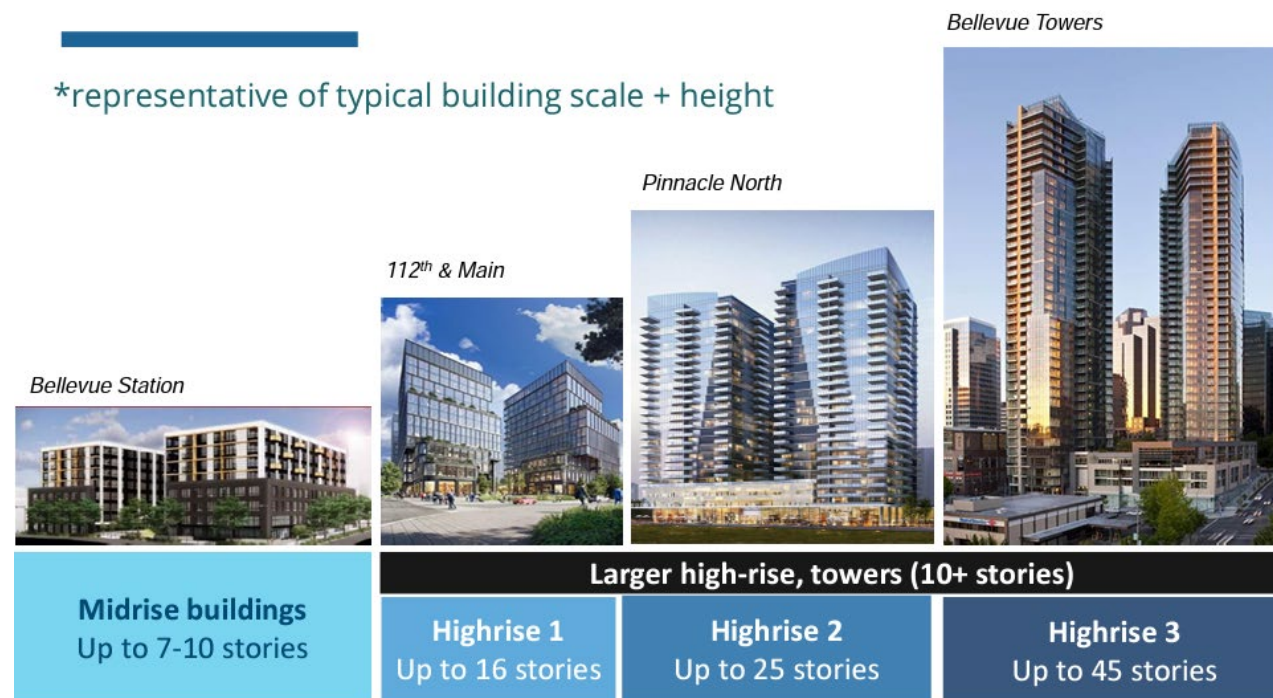 *representative of typical building scale + height
Bellevue Station
112th & Main
Pinnacle North
Bellevue Towers
Larger high-rise, towers (10+ stories)
Midrise buildings
Up to 7-10 stories
Highrise 1
Up to 16 stories
Highrise 2
Up to 25 stories
Highrise 3
Up to 45 stories